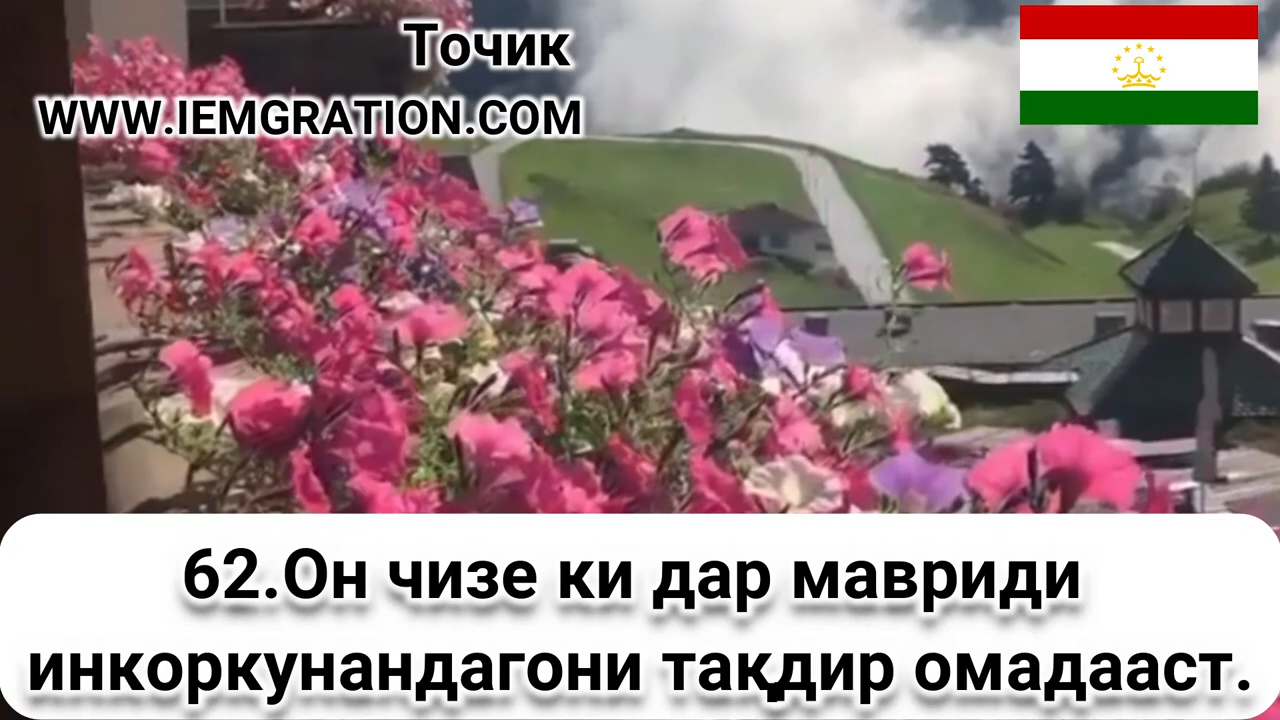 Точик
WWW.IEMGRATION.COM
62.Он чизе ки дар мавриди
инкоркунандагони тақдир омадааст.